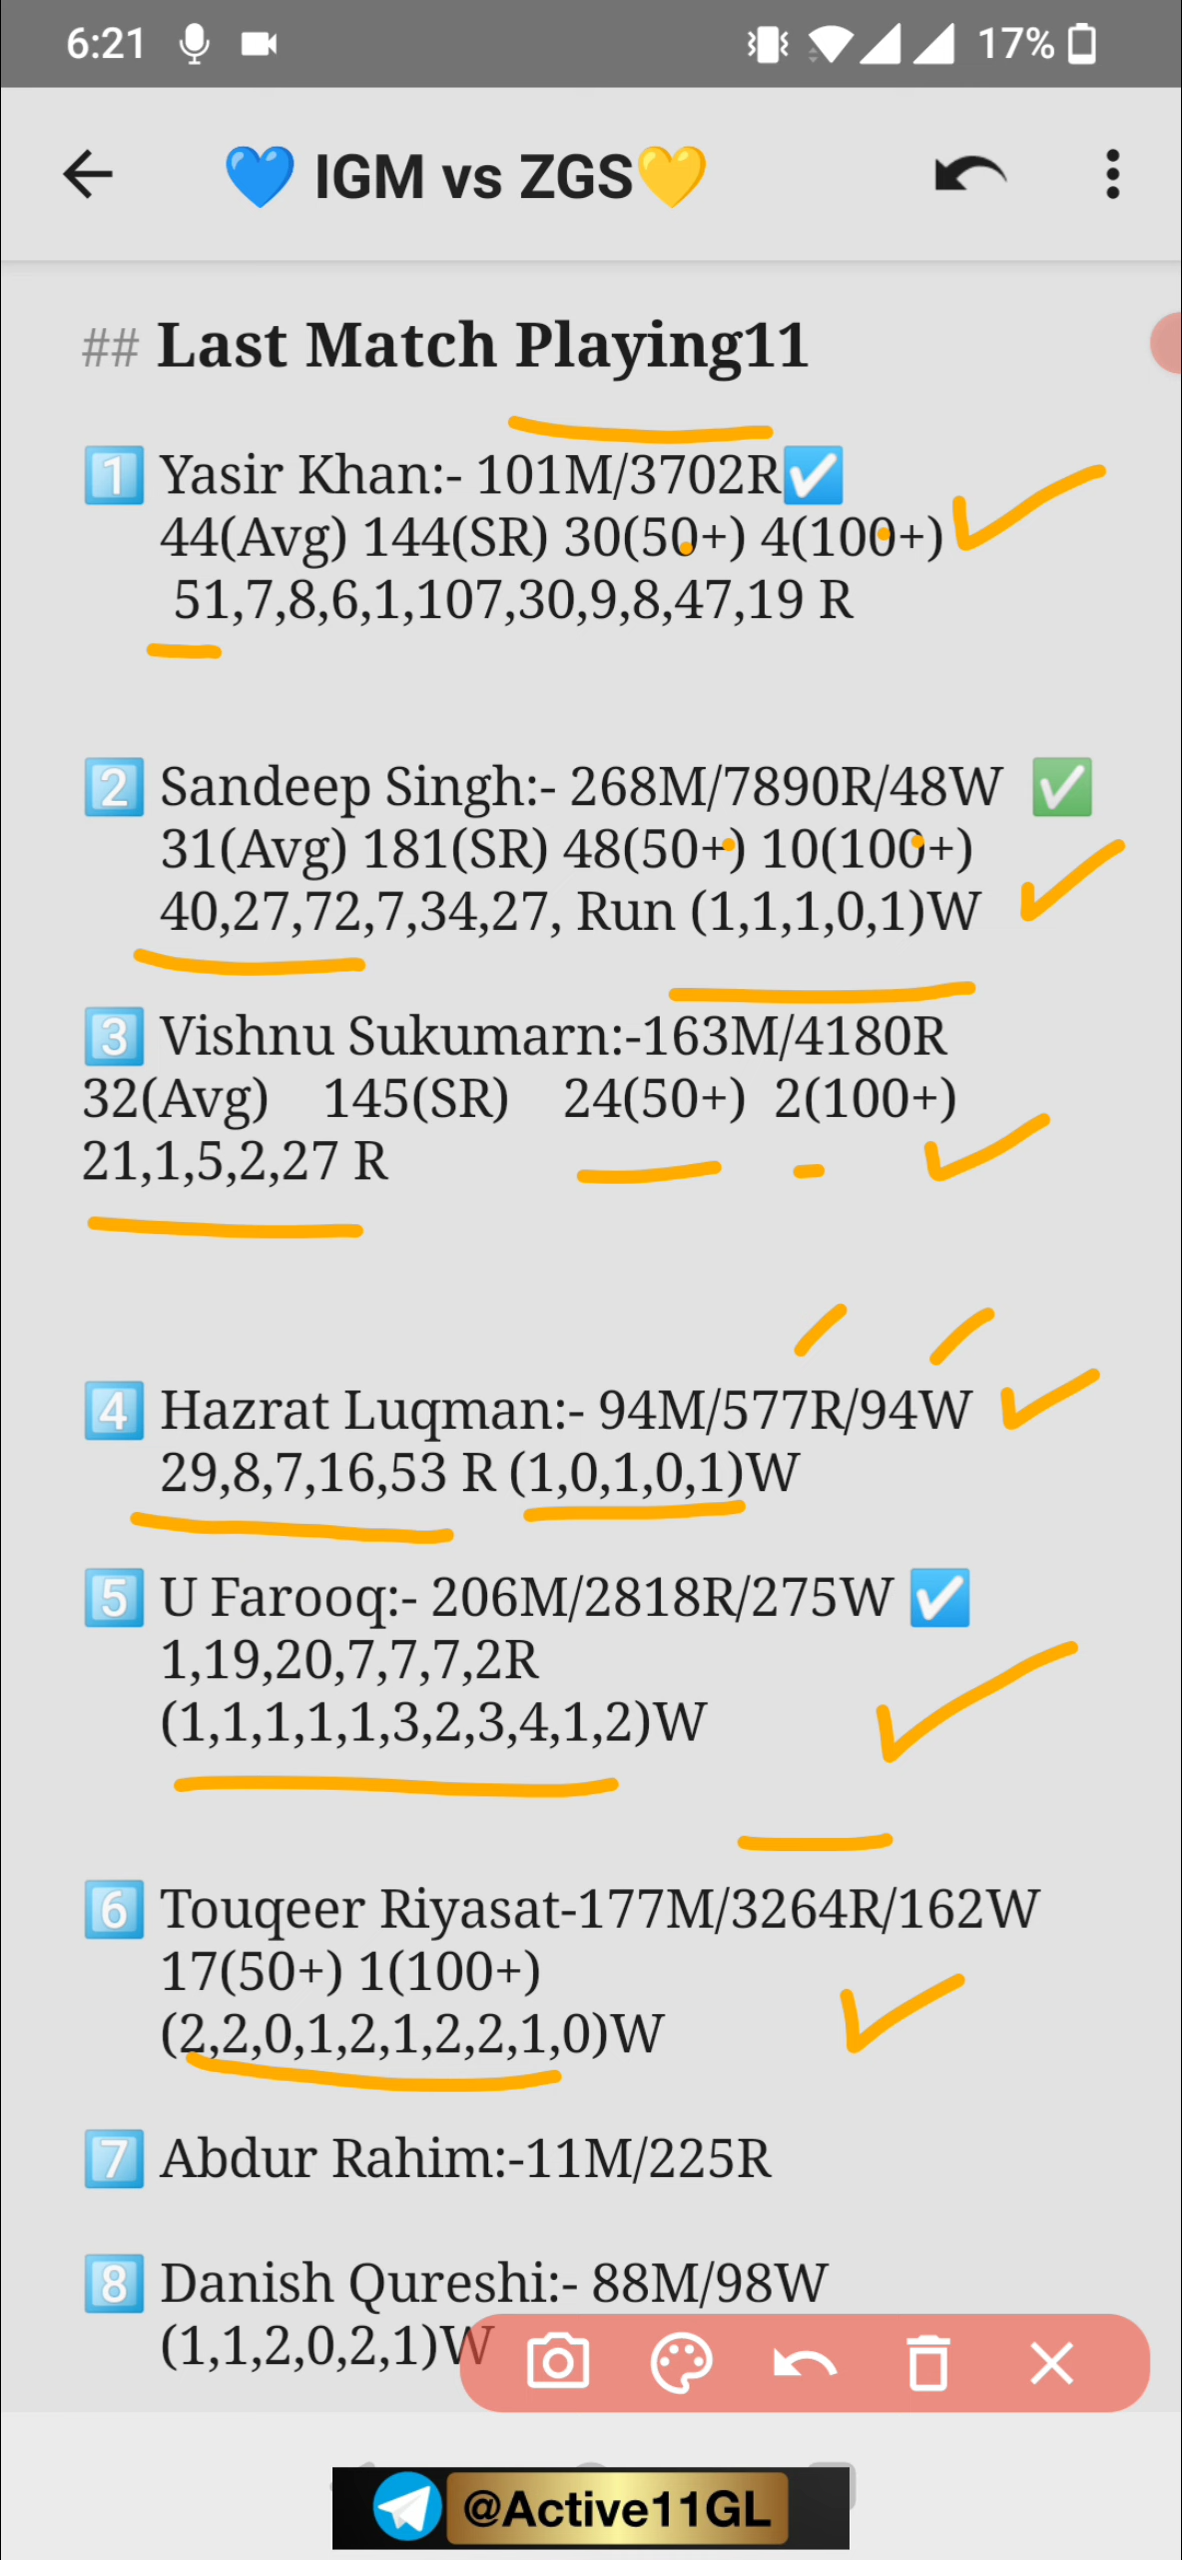 6:21 17%
💙 IGM vs ZGS💛
## Last Match Playing11
1️⃣ Yasir Khan:- 101M/3702R☑️
44(Avg) 144(SR) 30(50+) 4(100+)
51,7,8,6,1,107,30,9,8,47,19 R
2️⃣ Sandeep Singh:- 268M/7890R/48W ✅
31(Avg) 181(SR) 48(50+) 10(100+)
40,27,72,7,34,27, Run (1,1,1,0,1)W
3️⃣ Vishnu Sukumarn:-163M/4180R
32(Avg) 145(SR) 24(50+) 2(100+)
21,1,5,2,27 R
4️⃣ Hazrat Luqman:- 94M/577R/94W
29,8,7,16,53 R (1,0,1,0,1)W
5️⃣ U Farooq:- 206M/2818R/275W ☑️
1,19,20,7,7,7,2R
(1,1,1,1,1,3,2,3,4,1,2)W
6️⃣ Touqeer Riyasat-177M/3264R/162W
17(50+) 1(100+)
(2,2,0,1,2,1,2,2,1,0)W
7️⃣ Abdur Rahim:-11M/225R
8️⃣ Danish Qureshi:- 88M/98W
(1,1,2,0,2,1)W
@Active11GL